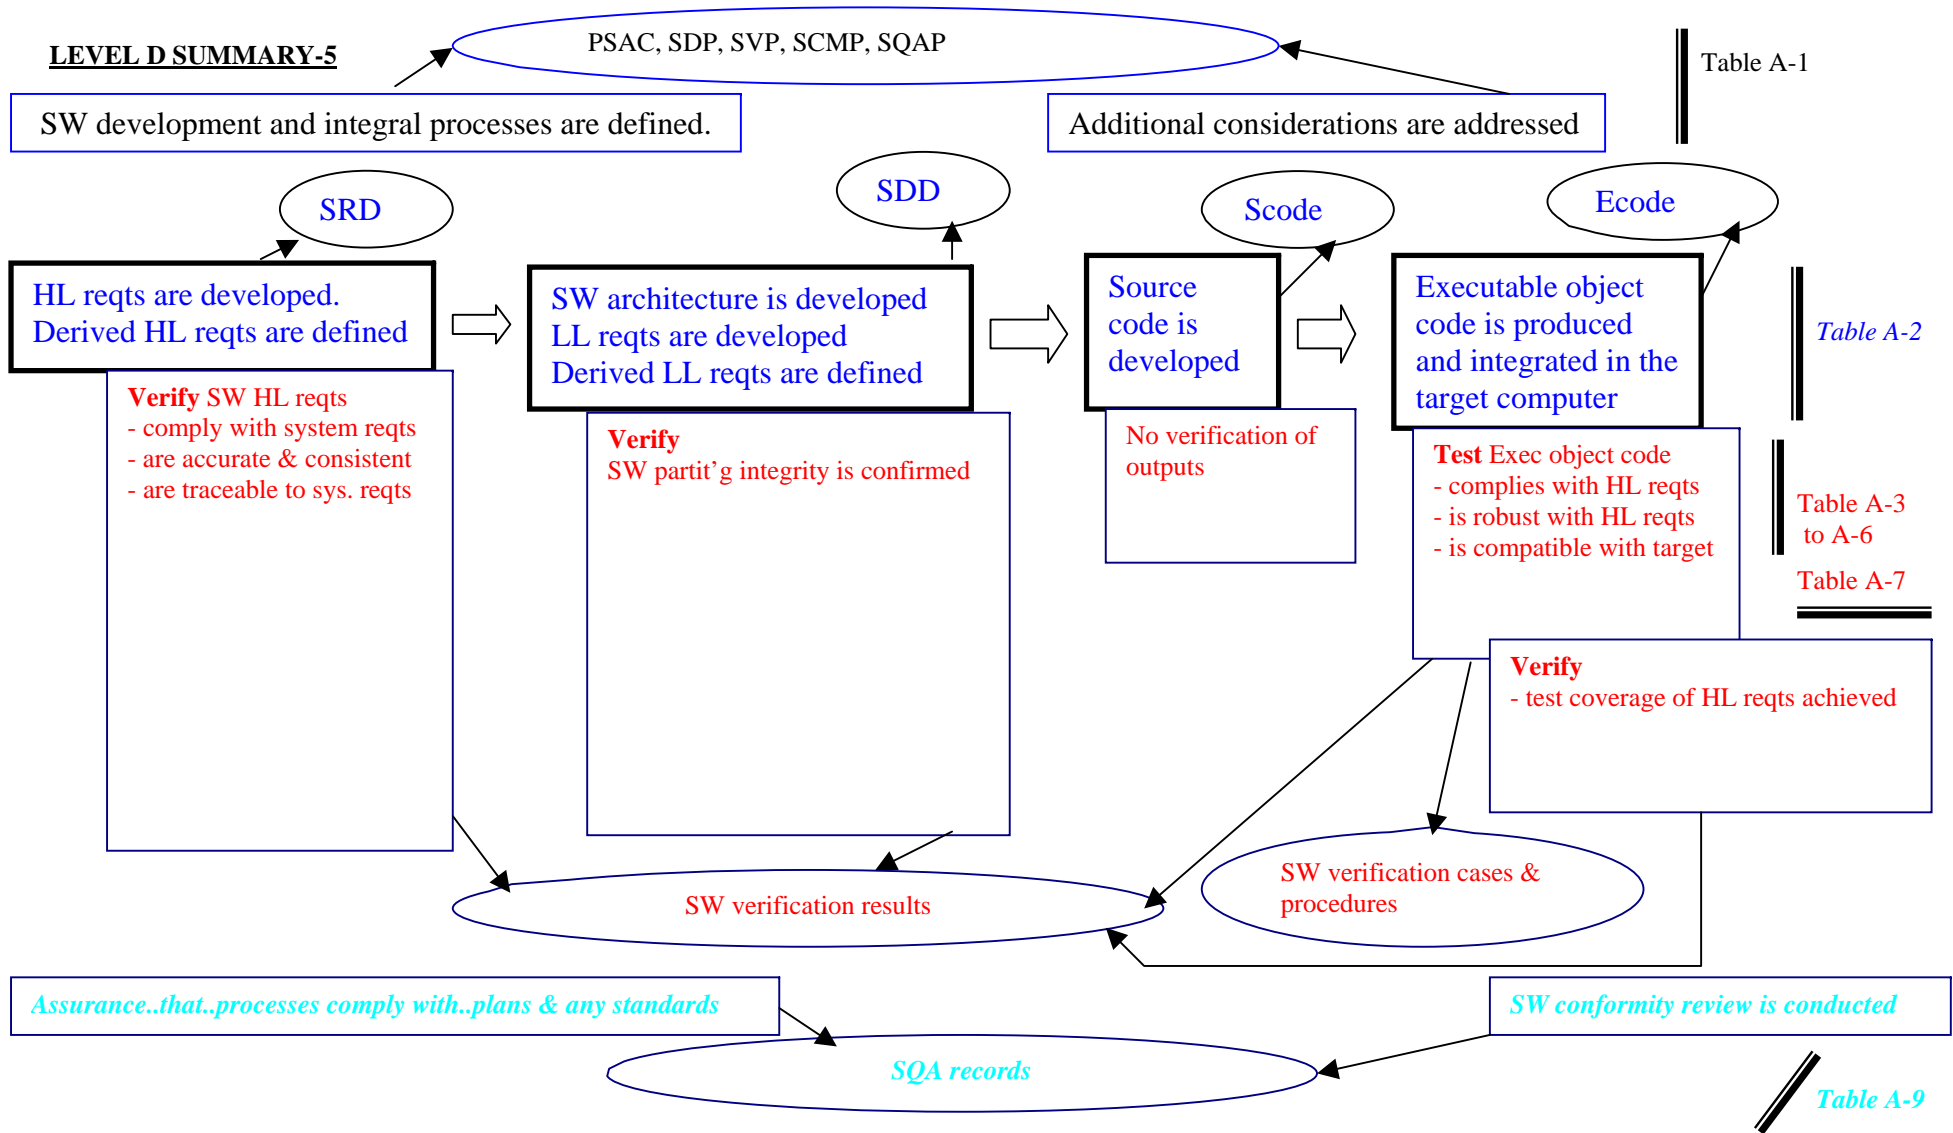 LEVEL D SUMMARY-5
PSAC, SDP, SVP, SCMP, SQAP
Table A-1
SW development and integral processes are defined.
Additional considerations are addressed
SRD
SDD
Scode
Ecode
HL reqts are developed.
Derived HL reqts are defined
SW architecture is developed
LL reqts are developed
Derived LL reqts are defined
Source
code is
developed
Executable object
code is produced
and integrated in the
target computer
Table A-2
Verify SW HL reqts
- comply with system reqts
- are accurate & consistent
- are traceable to sys. reqts
Verify
SW partit'g integrity is confirmed
No verification of
outputs
Test Exec object code
- complies with HL reqts
- is robust with HL reqts
- is compatible with target
Table A-3
to A-6
Table A-7
Verify
- test coverage of HL reqts achieved
SW verification results
SW verification cases &
procedures
Assurance..that..processes comply with..plans & any standards
SW conformity review is conducted
SQA records
Table A-9